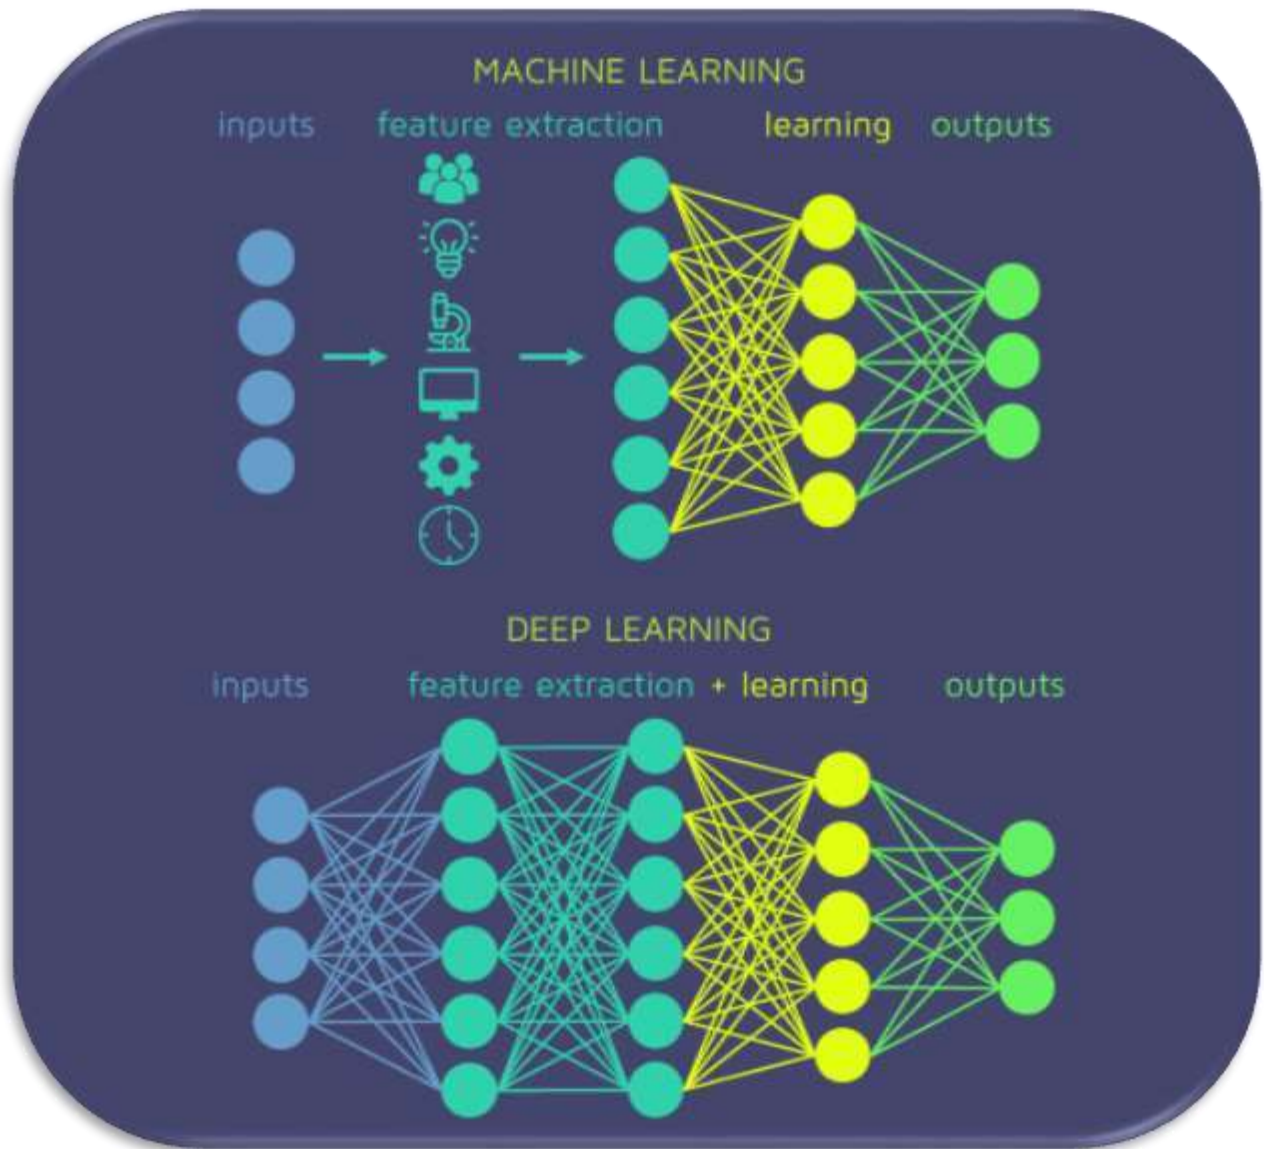 MACHINE LEARNING
inputs feature extraction learning outputs
DEEP LEARNING
inputs feature extraction + learning outputs